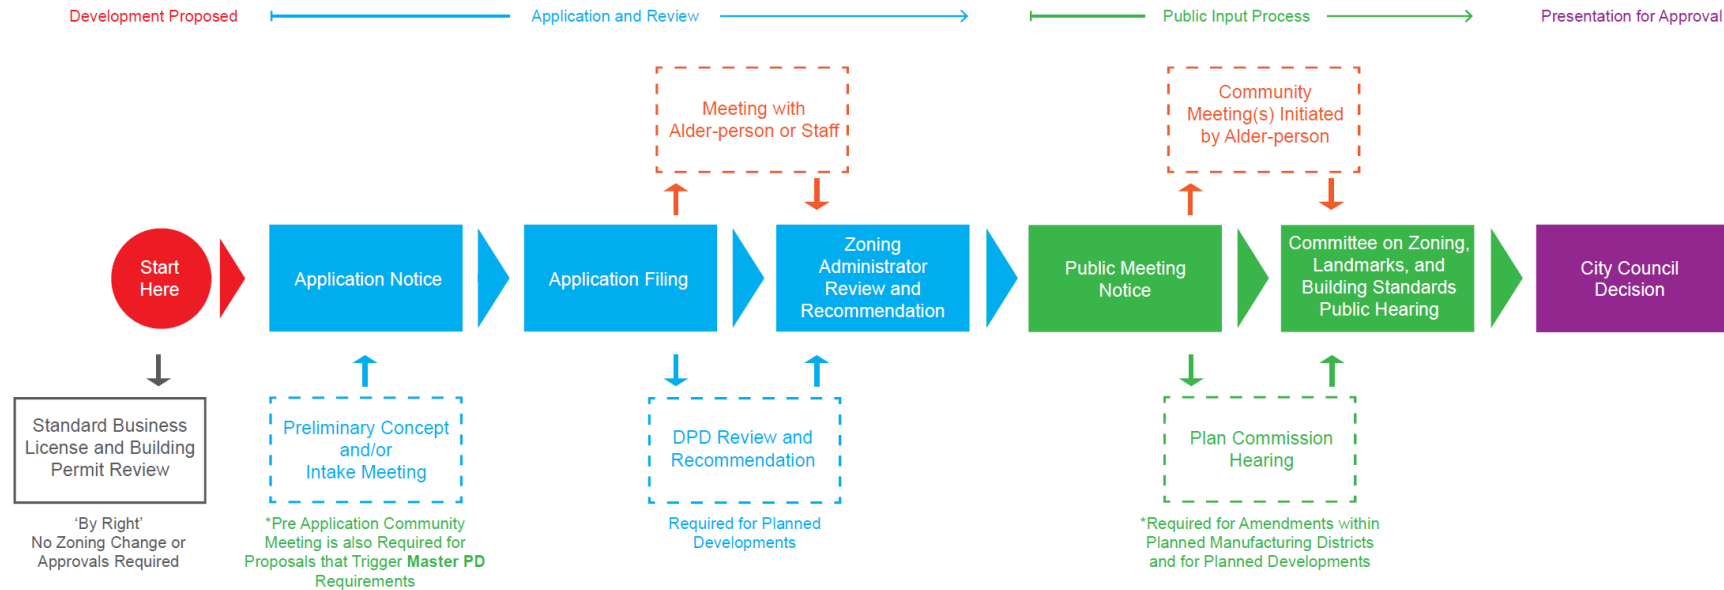 Development Proposed
Application and Review
Public Input Process
Presentation for Approval
Meeting with
Alder-person or Staff
Community
Meeting(s) Initiated
by Alder-person
Start
Here
Application Notice
Application Filing
Zoning
Administrator
Review and
Recommendation
Public Meeting
Notice
Committee on Zoning,
Landmarks, and
Building Standards
Public Hearing
City Council
Decision
Standard Business
License and Building
Permit Review
Preliminary Concept
and/or
Intake Meeting
DPD Review and
Recommendation
Plan Commission
Hearing
‘By Right’
No Zoning Change or
Approvals Required
*Pre Application Community
Meeting is also Required for
Proposals that Trigger Master PD
Requirements
Required for Planned
Developments
*Required for Amendments within
Planned Manufacturing Districts
and for Planned Developments